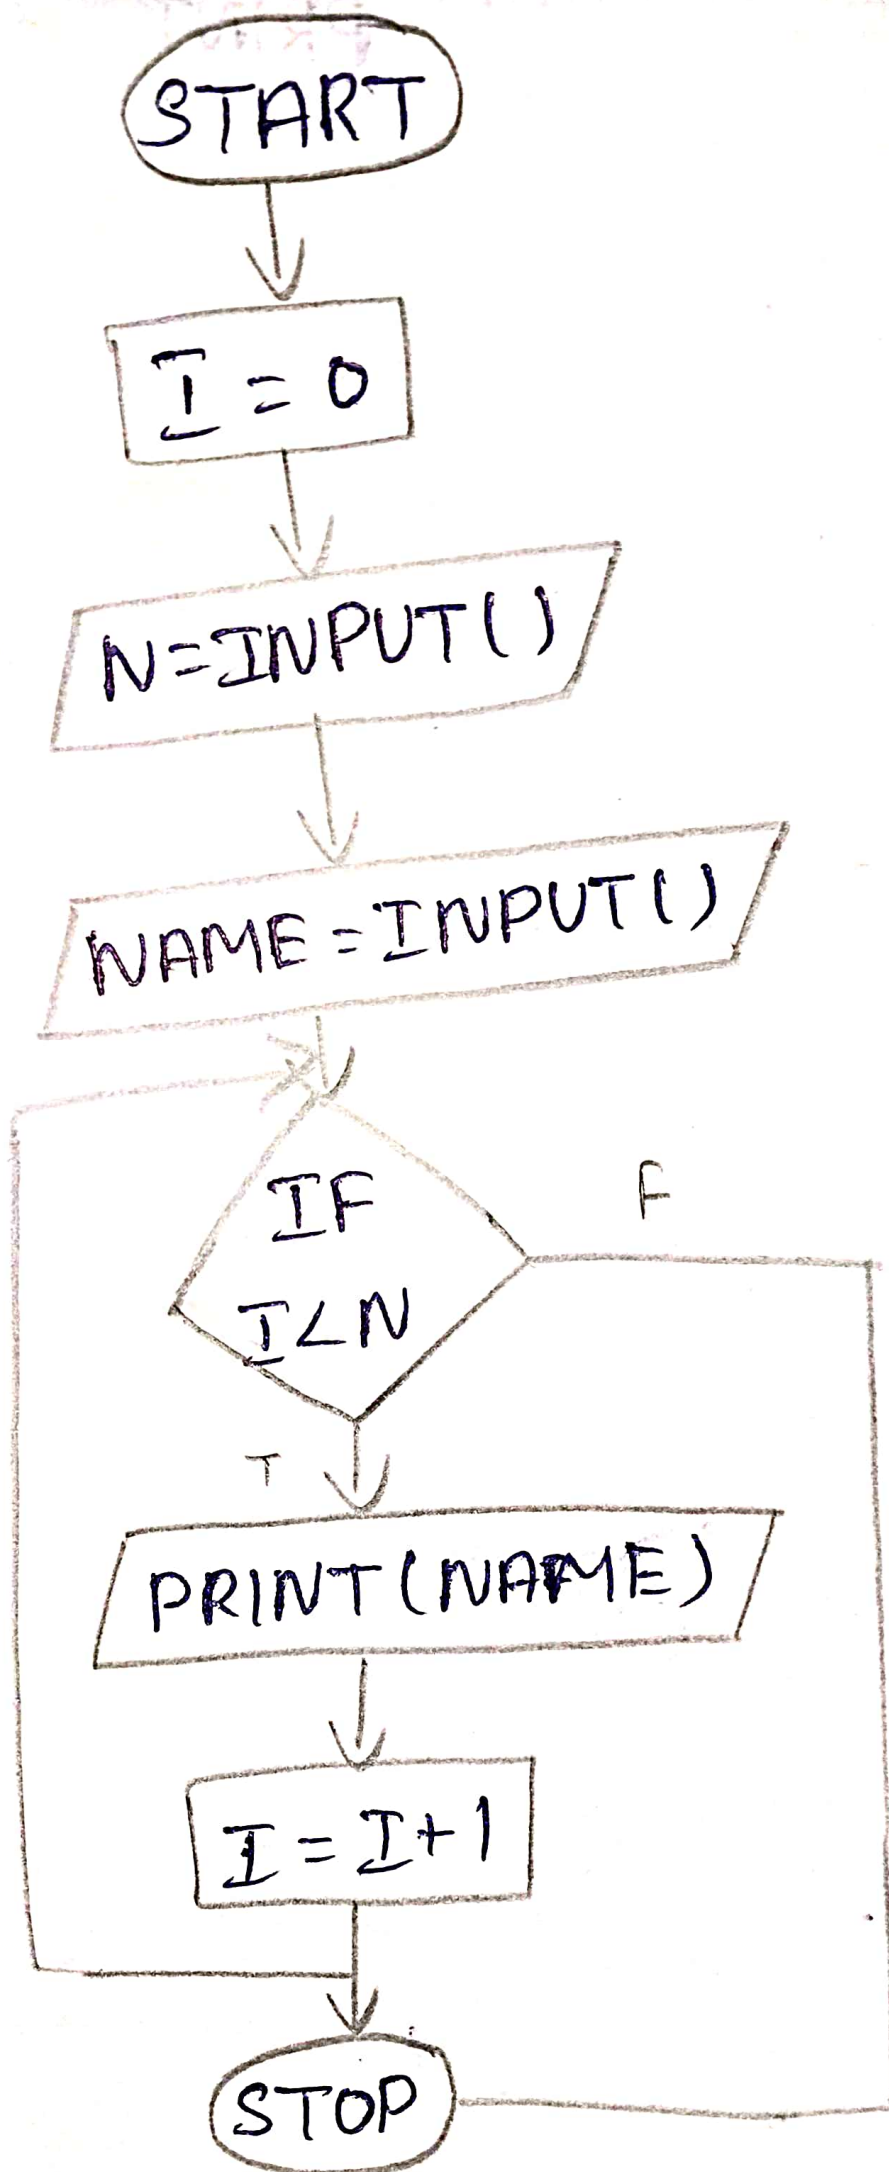 START
I = 0
N=INPUT()
NAME=INPUT()
IF
F
I<N
T
PRINT(NAME)
I = I+1
STOP